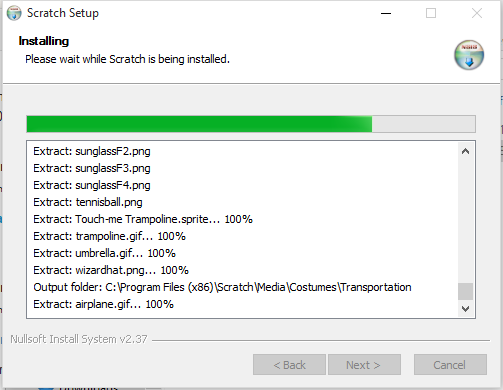 Scratch Setup
Installing
Please wait while Scratch is being installed.
Extract: sunglassF2.png
Extract: sunglassF3.png
Extract: sunglassF4.png
Extract: tennisball.png
Extract: Touch-me Trampoline.sprite... 100%
Extract: trampoline.gif... 100%
Extract: umbrella.gif... 100%
Extract: wizardhat.png... 100%
Output folder: C:\Program Files (x86)\Scratch\Media\Costumes\Transportation
Extract: airplane.gif... 100%
Nullsoft Install System v2.37
< Back
Next >
Cancel